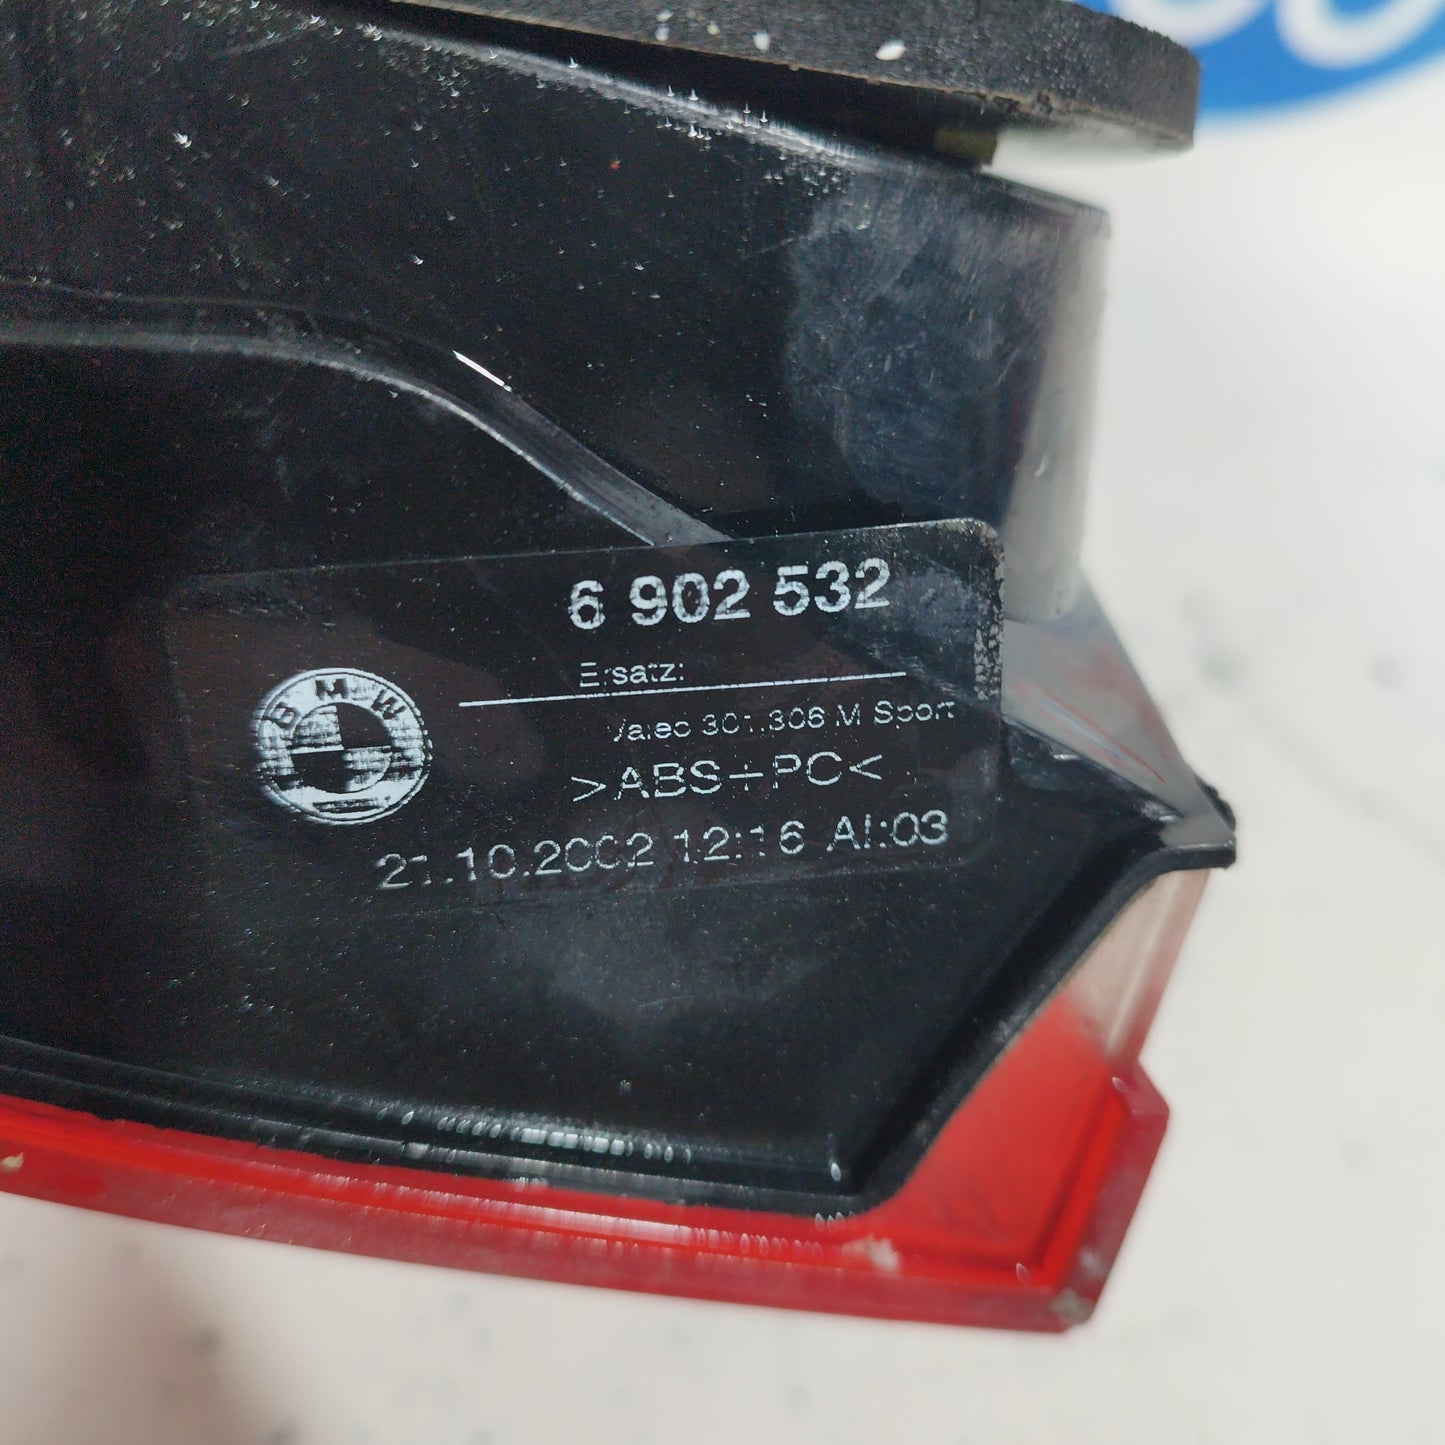 6 902 532
Ersatz:
BMW
Valeo 301.306 M Sport
>ABS+PC<
21.10.2002 12:16 AI:03